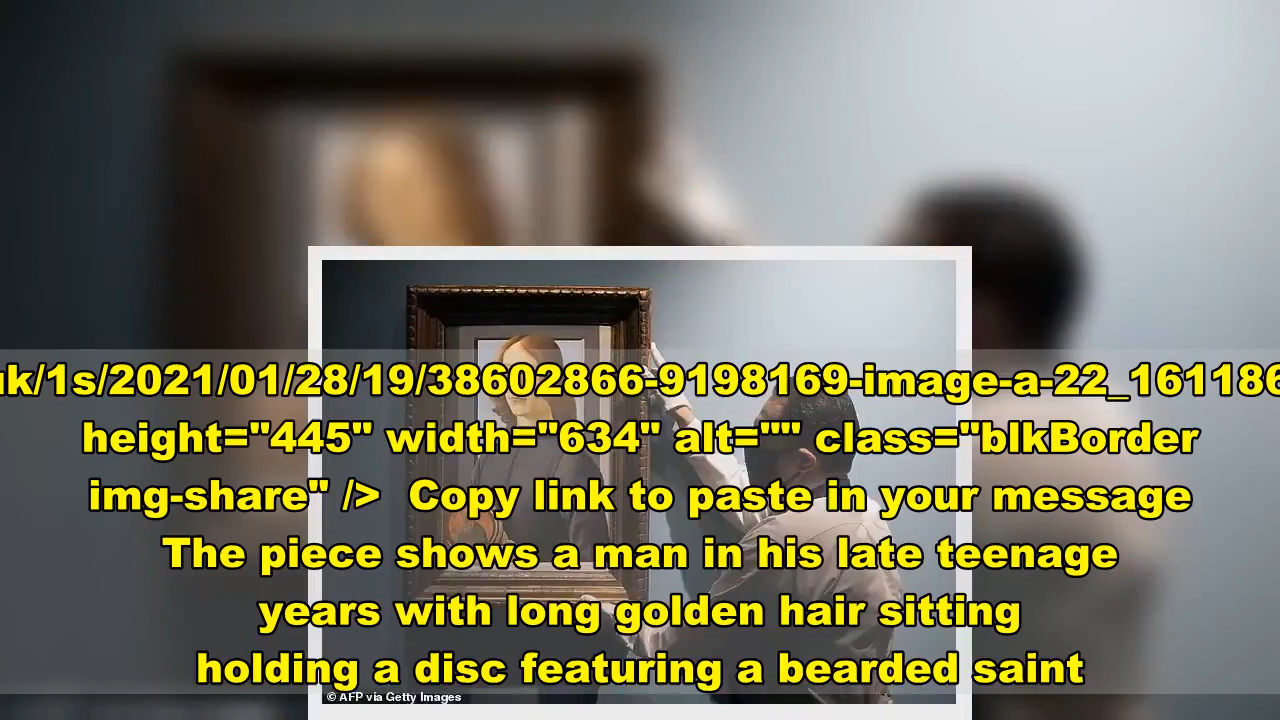 uk/1s/2021/01/28/19/38602866-9198169-image-a-22_161186
height="445" width="634" alt="" class="blkBorder
img-share" /> Copy link to paste in your message
The piece shows a man in his late teenage
years with long golden hair sitting
holding a disc featuring a bearded saint
© AFP via Getty Images